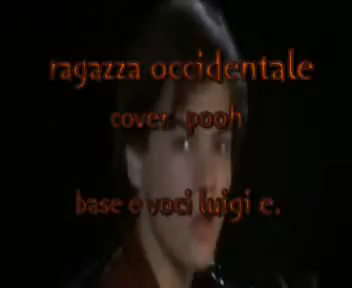 ragazza occidentale
cover pooh
base e voci luigi e.